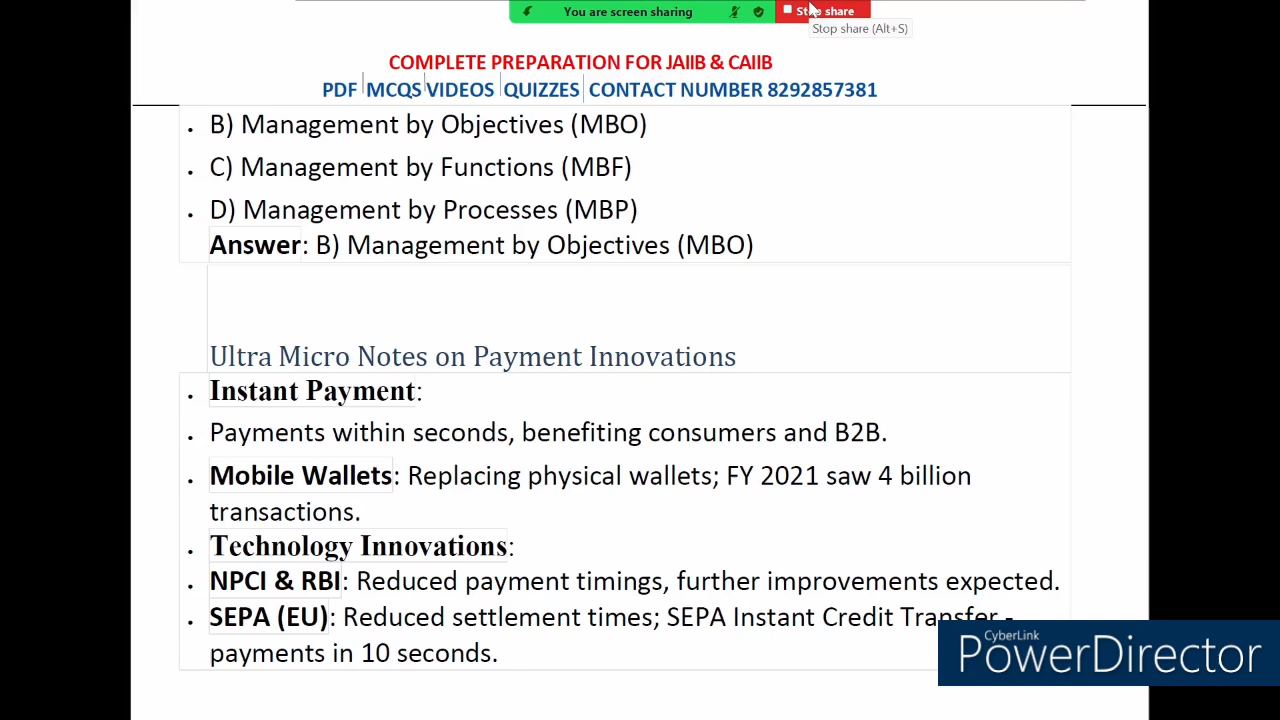 You are screen sharing
Stop share
Stop share (Alt+S)
COMPLETE PREPARATION FOR JAIIB & CAIIB
PDF MCQS VIDEOS QUIZZES CONTACT NUMBER 8292857381
B) Management by Objectives (MBO)
C) Management by Functions (MBF)
D) Management by Processes (MBP)
Answer: B) Management by Objectives (MBO)
Ultra Micro Notes on Payment Innovations
Instant Payment:
Payments within seconds, benefiting consumers and B2B.
Mobile Wallets: Replacing physical wallets; FY 2021 saw 4 billion
transactions.
Technology Innovations:
NPCI & RBI: Reduced payment timings, further improvements expected.
SEPA (EU): Reduced settlement times; SEPA Instant Credit Transfer -
payments in 10 seconds.
CyberLink
PowerDirector